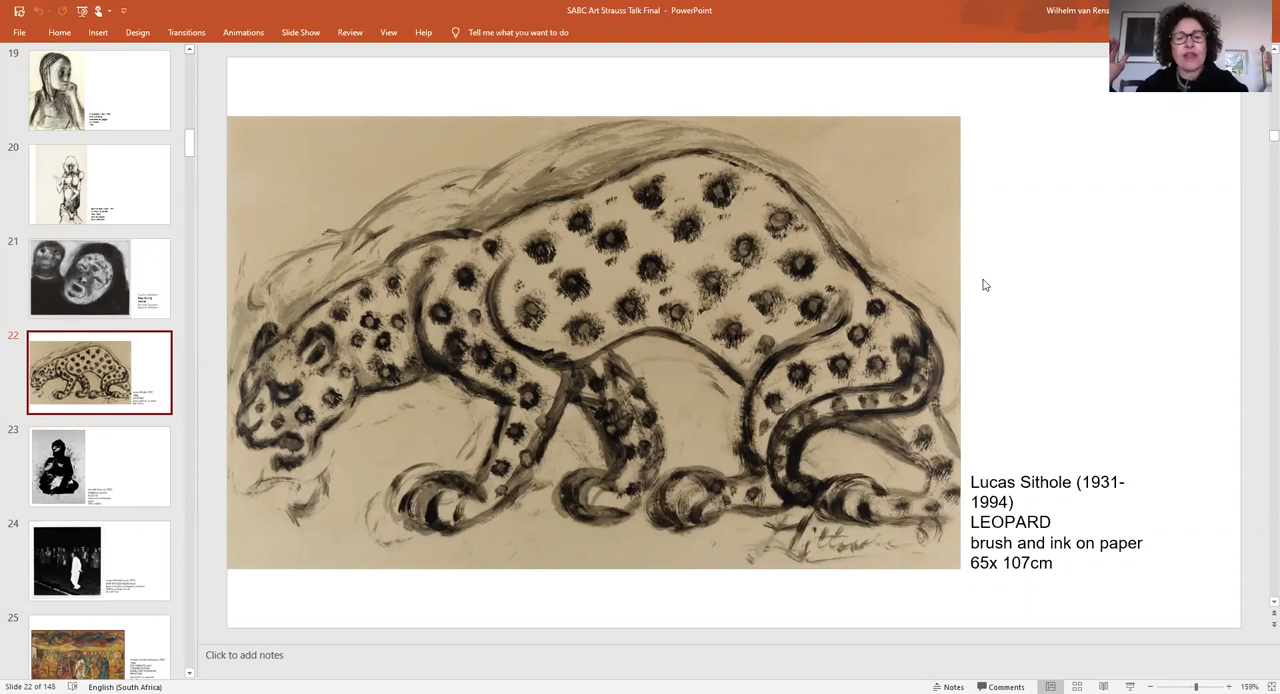 SABC Art Strauss Talk Final - PowerPoint
Wilhelm van Rens
File Home Insert Design Transitions Animations Slide Show Review View Help Tell me what you want to do
19
20
21
22
23
24
25
Lucas Sithole (1931-
1994)
LEOPARD
brush and ink on paper
65x 107cm
Click to add notes
Slide 22 of 148 English (South Africa) Notes Comments 159%